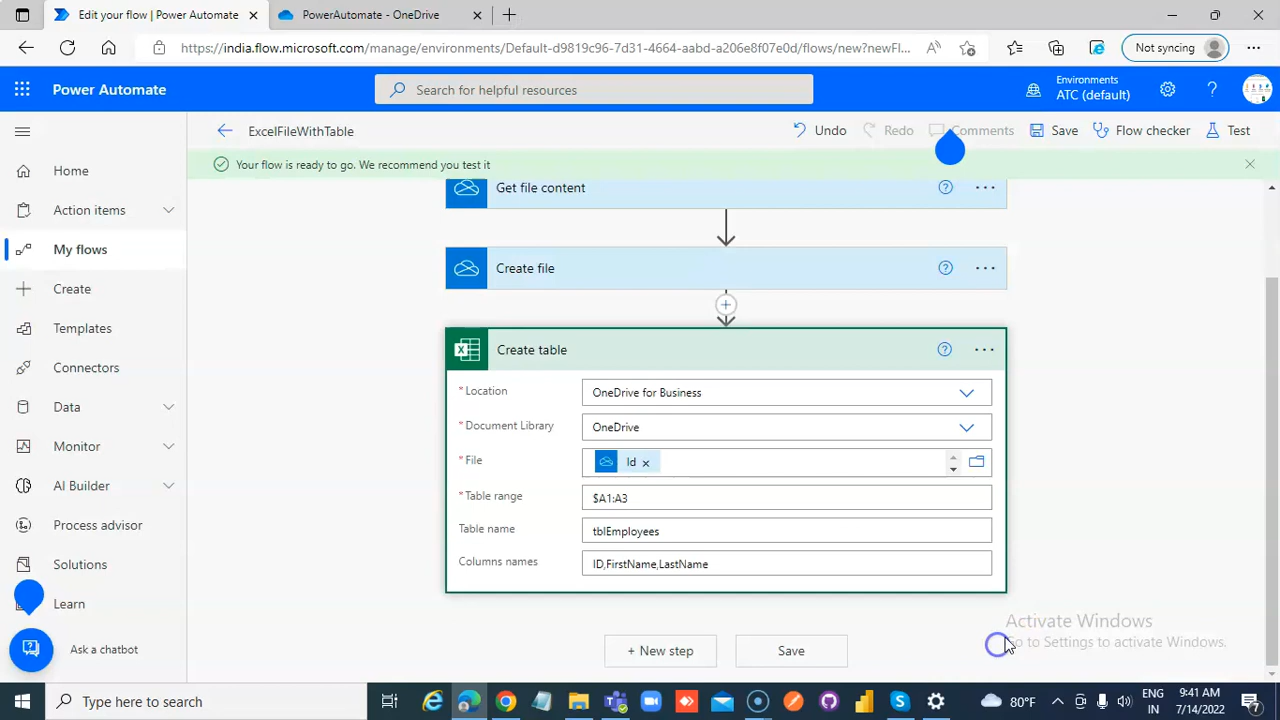 Edit your flow | Power Automate
PowerAutomate - OneDrive
https://india.flow.microsoft.com/manage/environments/Default-d9819c96-7d31-4664-aabd-a206e8f07e0d/flows/new?newFl...
Not syncing
Power Automate
Search for helpful resources
Environments
ATC (default)
ExcelFileWithTable
Undo
Redo
Comments
Save
Flow checker
Test
Your flow is ready to go. We recommend you test it
Home
Action items
My flows
Create
Templates
Connectors
Data
Monitor
AI Builder
Process advisor
Solutions
Learn
Ask a chatbot
Get file content
Create file
Create table
* Location
OneDrive for Business
* Document Library
OneDrive
* File
Id
* Table range
$A1:A3
Table name
tblEmployees
Columns names
ID,FirstName,LastName
+ New step
Save
Activate Windows
Go to Settings to activate Windows.
Type here to search
80°F
ENG
IN
9:41 AM
7/14/2022
7